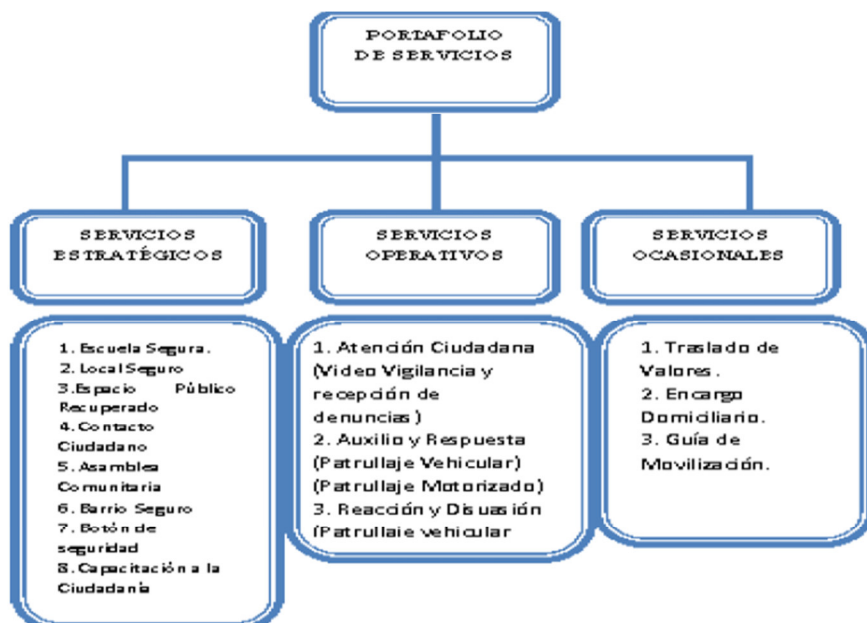 PORTAFOLIO
DE SERVICIOS
SERVICIOS
ESTRATÉGICOS
1. Escuela Segura.
2. Local Seguro
3.Espacio Público
Recuperado
4. Contacto
Ciudadano
5. Asamblea
Comunitaria
6. Barrio Seguro
7. Botón de
seguridad
8. Capacitación a la
Ciudadanía
SERVICIOS
OPERATIVOS
1. Atención Ciudadana
(Video Vigilancia y
recepción de
denuncias)
2. Auxilio y Respuesta
(Patrullaje Vehicular)
(Patrullaje Motorizado)
3. Reacción y Disuasión
(Patrullaje vehicular
SERVICIOS
OCASIONALES
1. Traslado de
Valores.
2. Encargo
Domiciliario.
3. Guía de
Movilización.